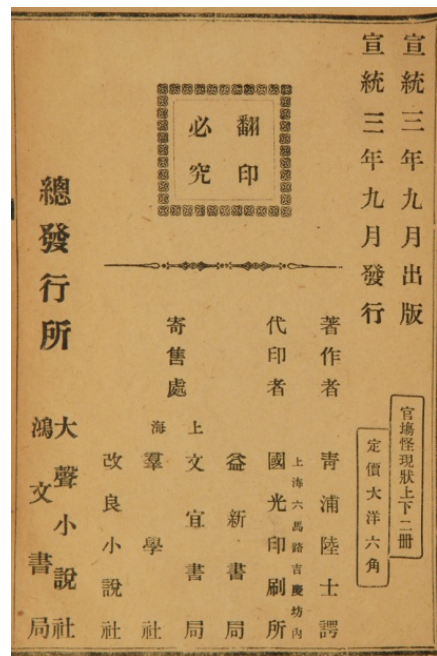 宣統三年九月出版
宣統三年九月發行
官塲怪現狀上下二冊
定價大洋六角
翻印
必究
著作者 青浦陸士諤
上海六馬路吉慶坊內
代印者 國光印刷所
益新書局
寄售處
上海
文宜書局
羣學社
改良小說社
總發行所
大聲小說社
鴻文書局